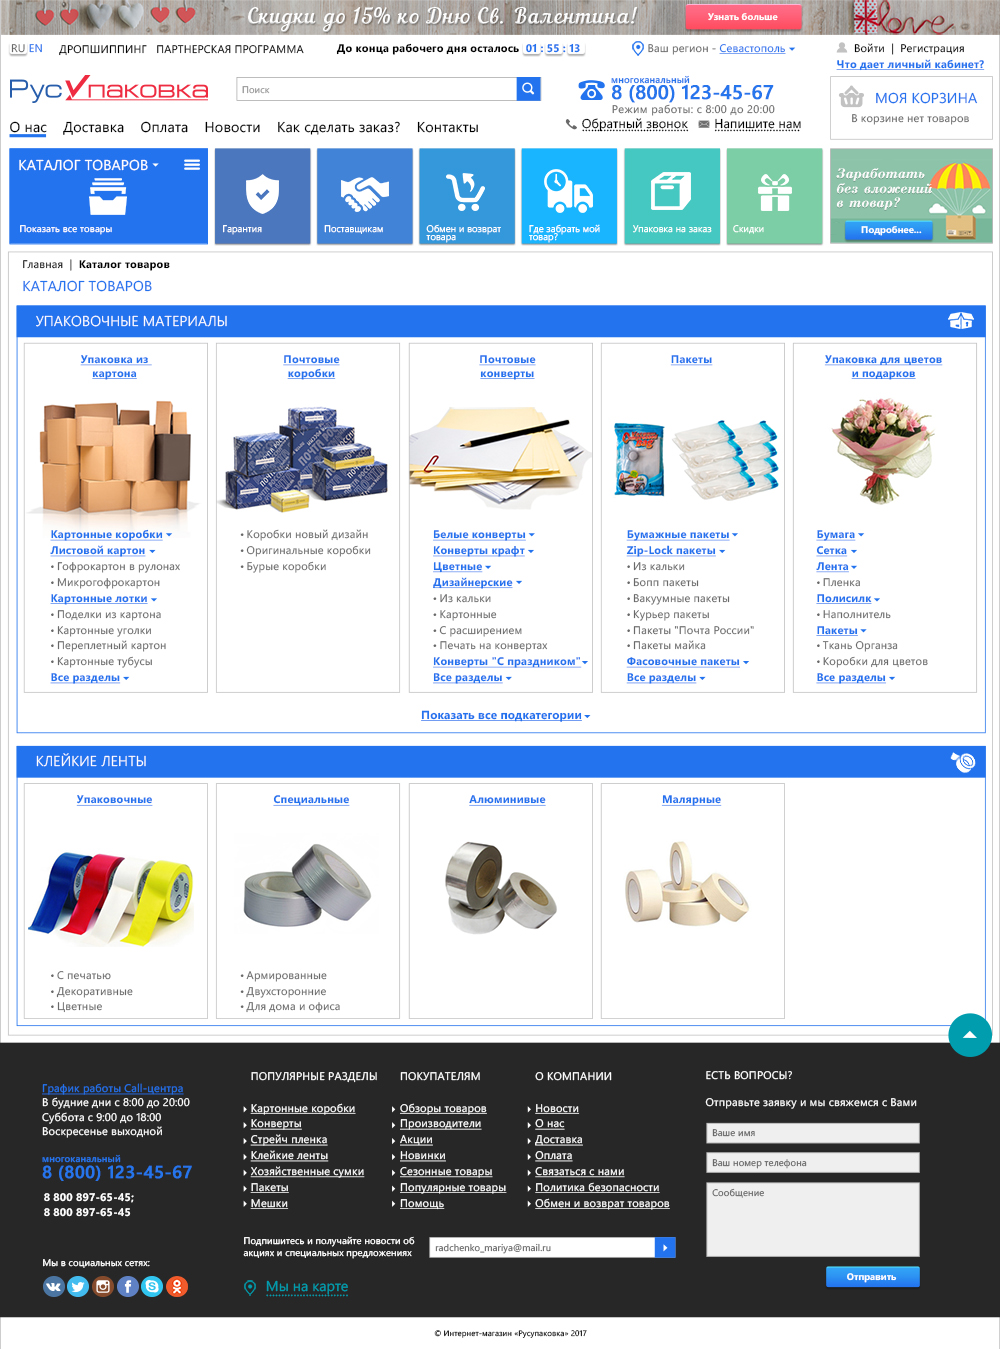 Скидки до 15% ко Дню Св. Валентина!
Узнать больше
love
RU EN
ДРОПШИППИНГ ПАРТНЕРСКАЯ ПРОГРАММА
До конца рабочего дня осталось 01 : 55 : 13
Ваш регион - Севастополь
Войти | Регистрация
Что дает личный кабинет?
РусУпаковка
Поиск
многоканальный
8 (800) 123-45-67
Режим работы: с 8:00 до 20:00
Обратный звонок
Напишите нам
МОЯ КОРЗИНА
В корзине нет товаров
О нас
Доставка
Оплата
Новости
Как сделать заказ?
Контакты
КАТАЛОГ ТОВАРОВ
Показать все товары
Гарантия
Поставщикам
Обмен и возврат
товара
Где забрать мой
товар?
Упаковка на заказ
Скидки
Заработать
без вложений
в товар?
Подробнее...
Главная | Каталог товаров
КАТАЛОГ ТОВАРОВ
УПАКОВОЧНЫЕ МАТЕРИАЛЫ
Упаковка из
картона
Картонные коробки
Листовой картон
• Гофрокартон в рулонах
• Микрогофрокартон
Картонные лотки
• Поделки из картона
• Картонные уголки
• Переплетный картон
• Картонные тубусы
Все разделы
Почтовые
коробки
• Коробки новый дизайн
• Оригинальные коробки
• Бурые коробки
Почтовые
конверты
Белые конверты
Конверты крафт
Цветные
Дизайнерские
• Из кальки
• Картонные
• С расширением
• Печать на конвертах
Конверты "С праздником"
Все разделы
Пакеты
Бумажные пакеты
Zip-Lock пакеты
• Из кальки
• Бопп пакеты
• Вакуумные пакеты
• Курьер пакеты
• Пакеты "Почта России"
• Пакеты майка
Фасовочные пакеты
Все разделы
Упаковка для цветов
и подарков
Бумага
Сетка
Лента
• Пленка
Полисилк
• Наполнитель
Пакеты
• Ткань Органза
• Коробки для цветов
Все разделы
Показать все подкатегории
КЛЕЙКИЕ ЛЕНТЫ
Упаковочные
• С печатью
• Декоративные
• Цветные
Специальные
• Армированные
• Двухсторонние
• Для дома и офиса
Алюминивые
Малярные
График работы Call-центра
В будние дни с 8:00 до 20:00
Суббота с 9:00 до 18:00
Воскресенье выходной
многоканальный
8 (800) 123-45-67
8 800 897-65-45;
8 800 897-65-45
Мы в социальных сетях:
ПОПУЛЯРНЫЕ РАЗДЕЛЫ
Картонные коробки
Конверты
Стрейч пленка
Клейкие ленты
Хозяйственные сумки
Пакеты
Мешки
ПОКУПАТЕЛЯМ
Обзоры товаров
Производители
Акции
Новинки
Сезонные товары
Популярные товары
Помощь
О КОМПАНИИ
Новости
О нас
Доставка
Оплата
Связаться с нами
Политика безопасности
Обмен и возврат товаров
Подпишитесь и получайте новости об
акциях и специальных предложениях
radchenko_mariya@mail.ru
Мы на карте
ЕСТЬ ВОПРОСЫ?
Отправьте заявку и мы свяжемся с Вами
Ваше имя
Ваш номер телефона
Сообщение
Отправить
© Интернет-магазин «Русупаковка» 2017